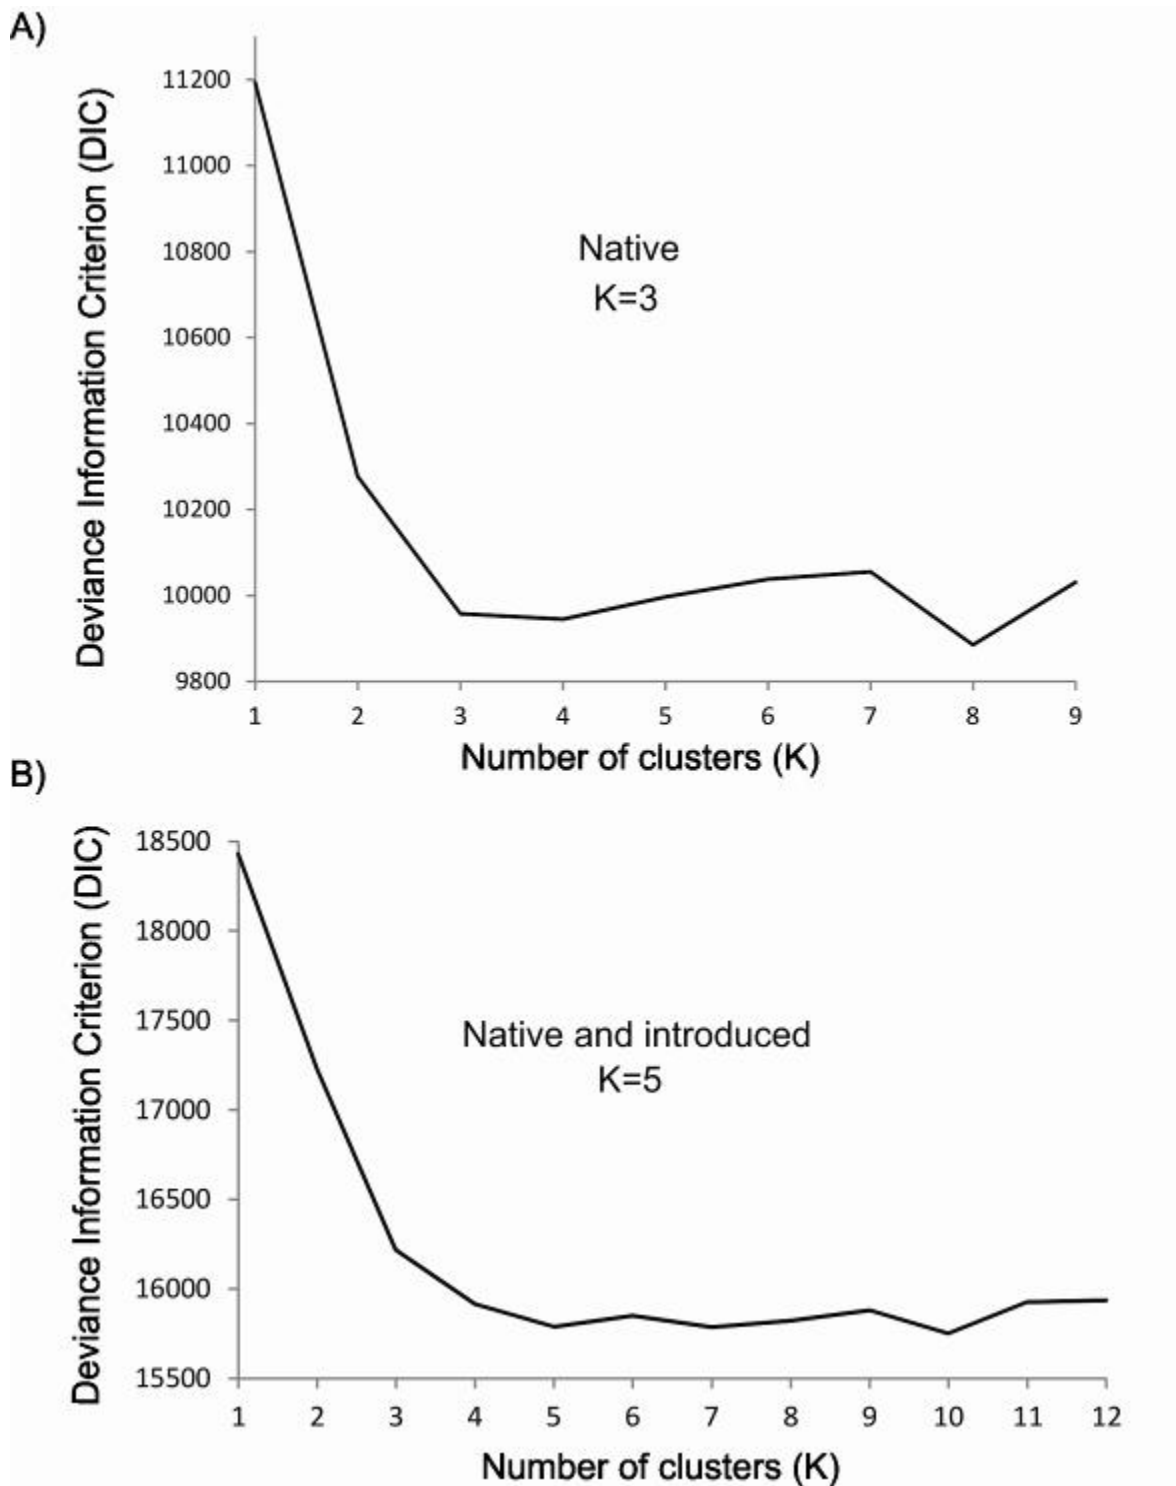 A)
Deviance Information Criterion (DIC)
11200
11000
10800
10600
10400
10200
10000
9800
Native
K=3
1 2 3 4 5 6 7 8 9
Number of clusters (K)
B)
Deviance Information Criterion (DIC)
18500
18000
17500
17000
16500
16000
15500
Native and introduced
K=5
1 2 3 4 5 6 7 8 9 10 11 12
Number of clusters (K)